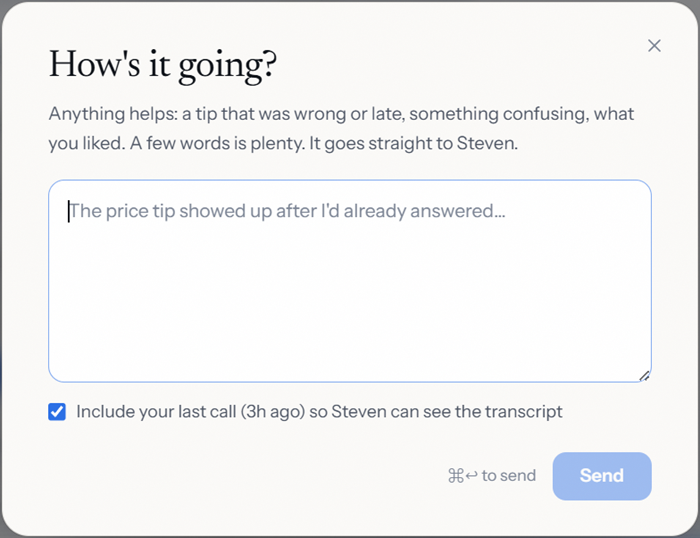 How's it going?
Anything helps: a tip that was wrong or late, something confusing, what
you liked. A few words is plenty. It goes straight to Steven.
The price tip showed up after I'd already answered...
Include your last call (3h ago) so Steven can see the transcript
⌘↩ to send
Send